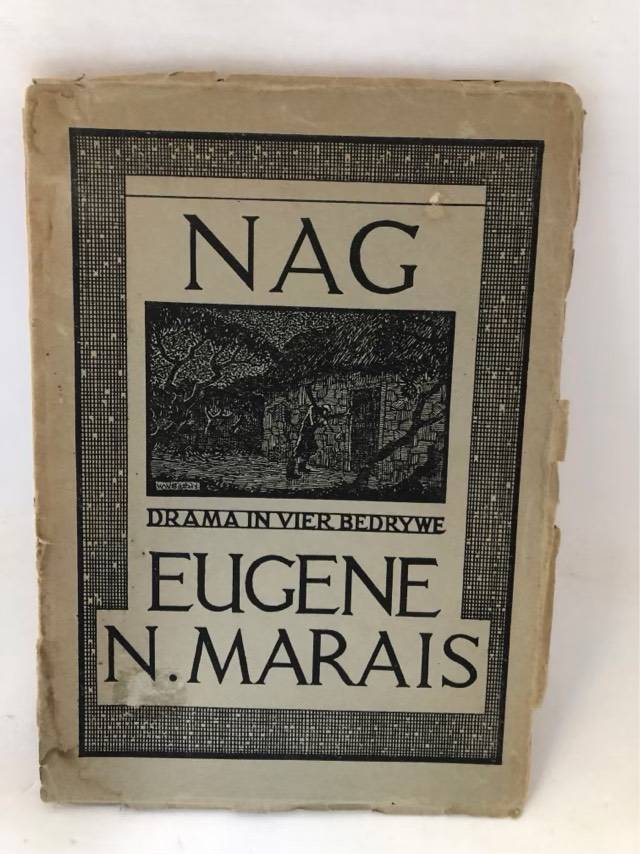 NAG
DRAMA IN VIER BEDRYWE
EUGENE
N. MARAIS